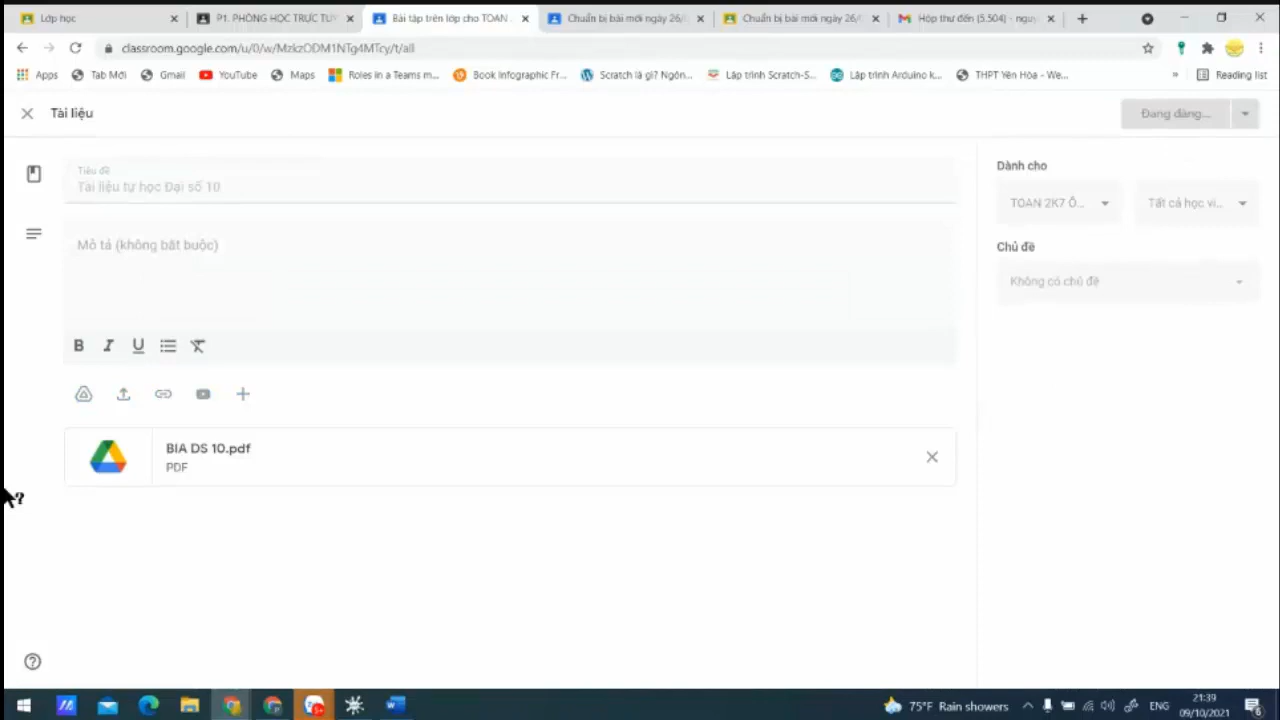 Lớp học
P1. PHÒNG HỌC TRỰC TUY
Bài tập trên lớp cho TOAN
Chuẩn bị bài mới ngày 26/
Chuẩn bị bài mới ngày 26/
Hộp thư đến (5.504) - nguy
classroom.google.com/u/0/w/MzkzODM1NTg4MTcy/t/all
Apps
Tab Mới
Gmail
YouTube
Maps
Roles in a Teams m...
Book Infographic Fr...
Scratch là gì? Ngôn...
Lập trình Scratch-S...
Lập trình Arduino k...
THPT Yên Hòa - We...
»
Reading list
Tài liệu
Đang đăng...
Tiêu đề
Tài liệu tự học Đại số 10
Mô tả (không bắt buộc)
B I U
BIA DS 10.pdf
PDF
Dành cho
TOAN 2K7 Ô...
Tất cả học vi...
Chủ đề
Không có chủ đề
?
75°F Rain showers
ENG
21:39
09/10/2021
6